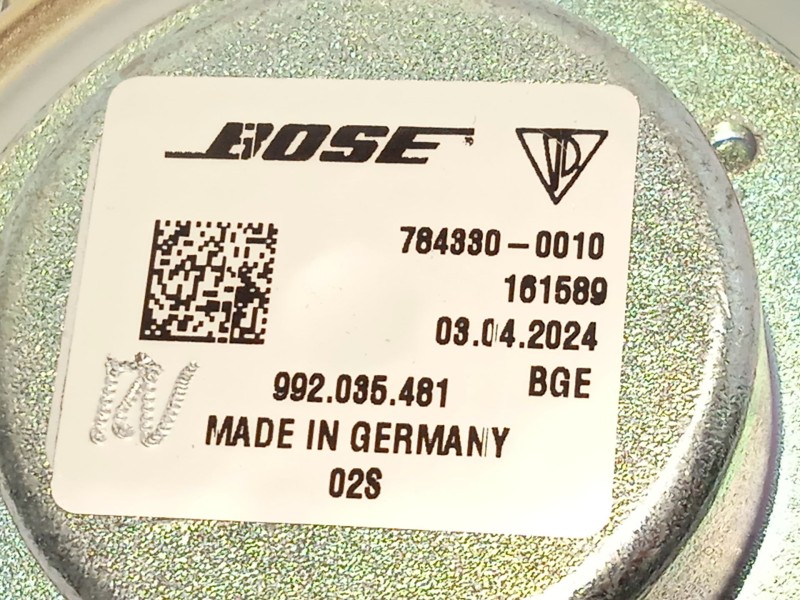 BOSE
784330-0010
161589
03.04.2024
992.035.481
BGE
MADE IN GERMANY
02S